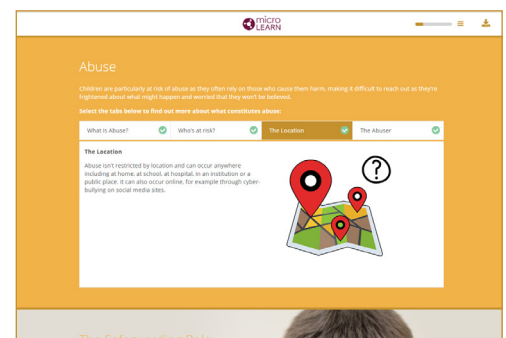 micro
LEARN
Abuse
Children are particularly at risk of abuse as they often rely on those who cause them harm, making it difficult to reach out as they're
frightened about what might happen and worried that they won't be believed.
Select the tabs below to find out more about what constitutes abuse:
What is Abuse?
Who's at risk?
The Location
The Abuser
The Location
Abuse isn't restricted by location and can occur anywhere
including at home, at school, at hospital, in an institution or a
public place. It can also occur online, for example through cyber-
bullying on social media sites.
?